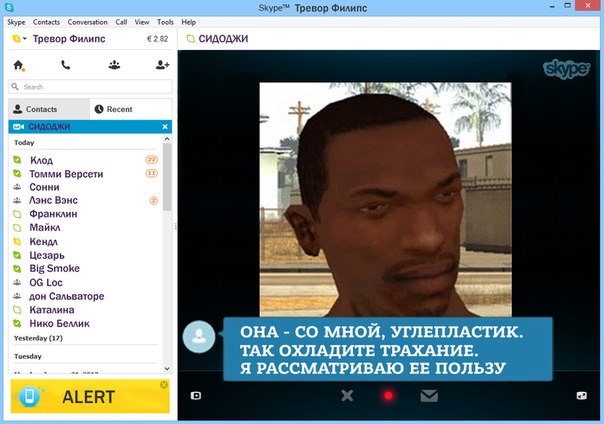 Skype™ Тревор Филипс
Skype Contacts Conversation Call View Tools Help
Тревор Филипс € 2.82
СИДОДЖИ
skype
Search
Contacts Recent
СИДОДЖИ
Today
Клод 22
Томми Версети 11
Сонни
Лэнс Вэнс 2
Франклин
Майкл
Кендл
Цезарь
Big Smoke
OG Loc
дон Сальваторе
Каталина
Нико Беллик
Yesterday (17)
Tuesday
ALERT
ОНА - СО МНОЙ, УГЛЕПЛАСТИК.
ТАК ОХЛАДИТЕ ТРАХАНИЕ.
Я РАССМАТРИВАЮ ЕЕ ПОЛЬЗУ